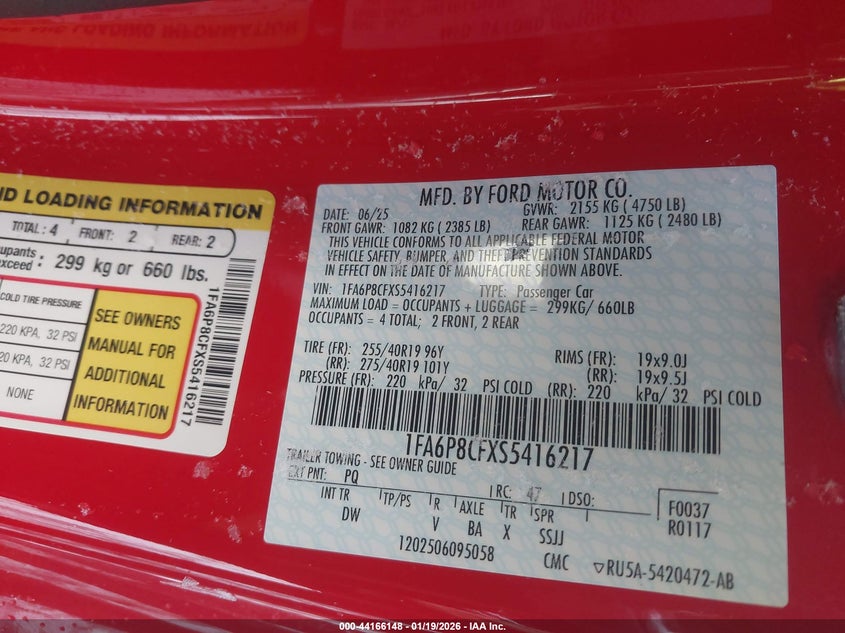 ND LOADING INFORMATION
TOTAL: 4 FRONT: 2 REAR: 2
upants
exceed : 299 kg or 660 lbs.
COLD TIRE PRESSURE
220 KPA, 32 PSI
220 KPA, 32 PSI
NONE
SEE OWNERS
MANUAL FOR
ADDITIONAL
INFORMATION
1FA6P8CFXS5416217
MFD. BY FORD MOTOR CO.
DATE: 06/25 GVWR: 2155 KG ( 4750 LB)
FRONT GAWR: 1082 KG ( 2385 LB) REAR GAWR: 1125 KG ( 2480 LB)
THIS VEHICLE CONFORMS TO ALL APPLICABLE FEDERAL MOTOR
VEHICLE SAFETY, BUMPER, AND THEFT PREVENTION STANDARDS
IN EFFECT ON THE DATE OF MANUFACTURE SHOWN ABOVE.
VIN: 1FA6P8CFXS5416217 TYPE: Passenger Car
MAXIMUM LOAD = OCCUPANTS + LUGGAGE = 299KG/ 660LB
OCCUPANTS = 4 TOTAL; 2 FRONT, 2 REAR
TIRE (FR): 255/40R19 96Y RIMS (FR): 19x9.0J
(RR): 275/40R19 101Y (RR): 19x9.5J
PRESSURE (FR): 220 kPa/ 32 PSI COLD (RR): 220 kPa/ 32 PSI COLD
1FA6P8CFXS5416217
TRAILER TOWING - SEE OWNER GUIDE
EXT PNT: PQ RC: 47 DSO: F0037
INT TR TP/PS R AXLE TR SPR R0117
DW V BA X SSJJ
1202506095058 CMC RU5A-5420472-AB
000-44166148 - 01/19/2026 - IAA Inc.